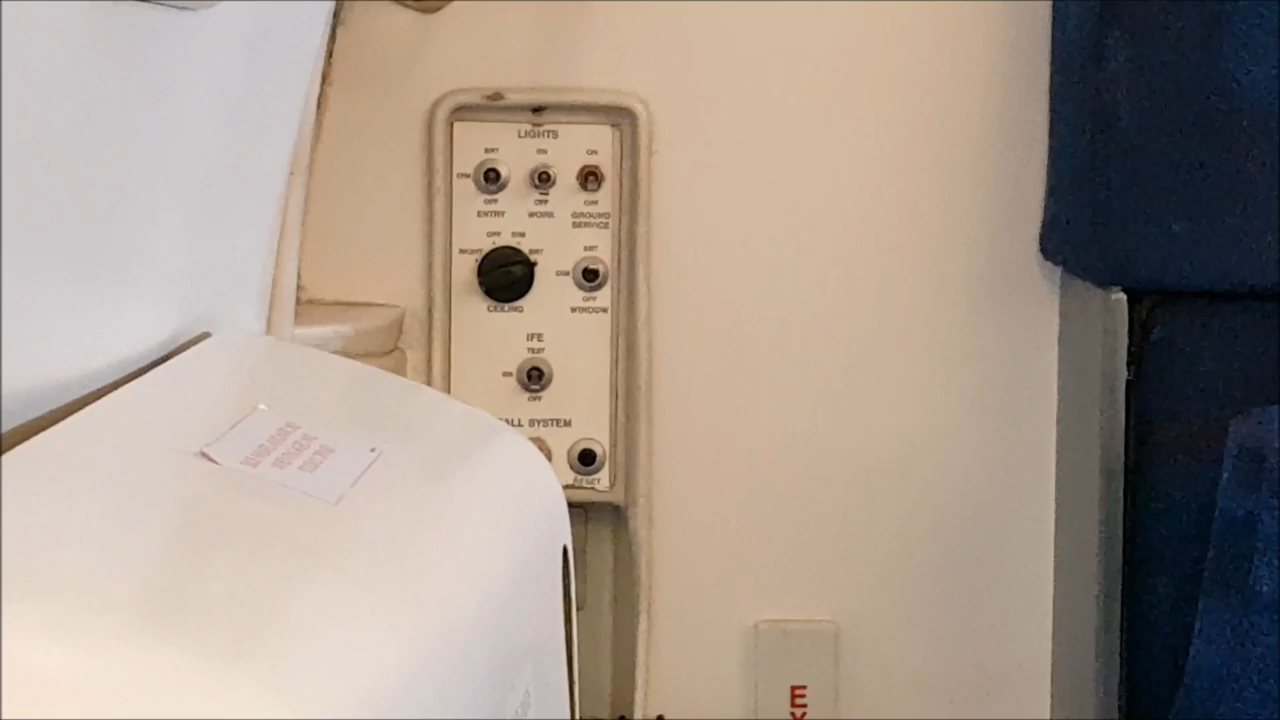 LIGHTS
BRT ON ON
DIM
OFF OFF OFF
ENTRY WORK GROUND
SERVICE
OFF DIM
NIGHT BRT BRT
DIM
OFF
CEILING WINDOW
IFE
TEST
ON
OFF
CALL SYSTEM
RESET
E